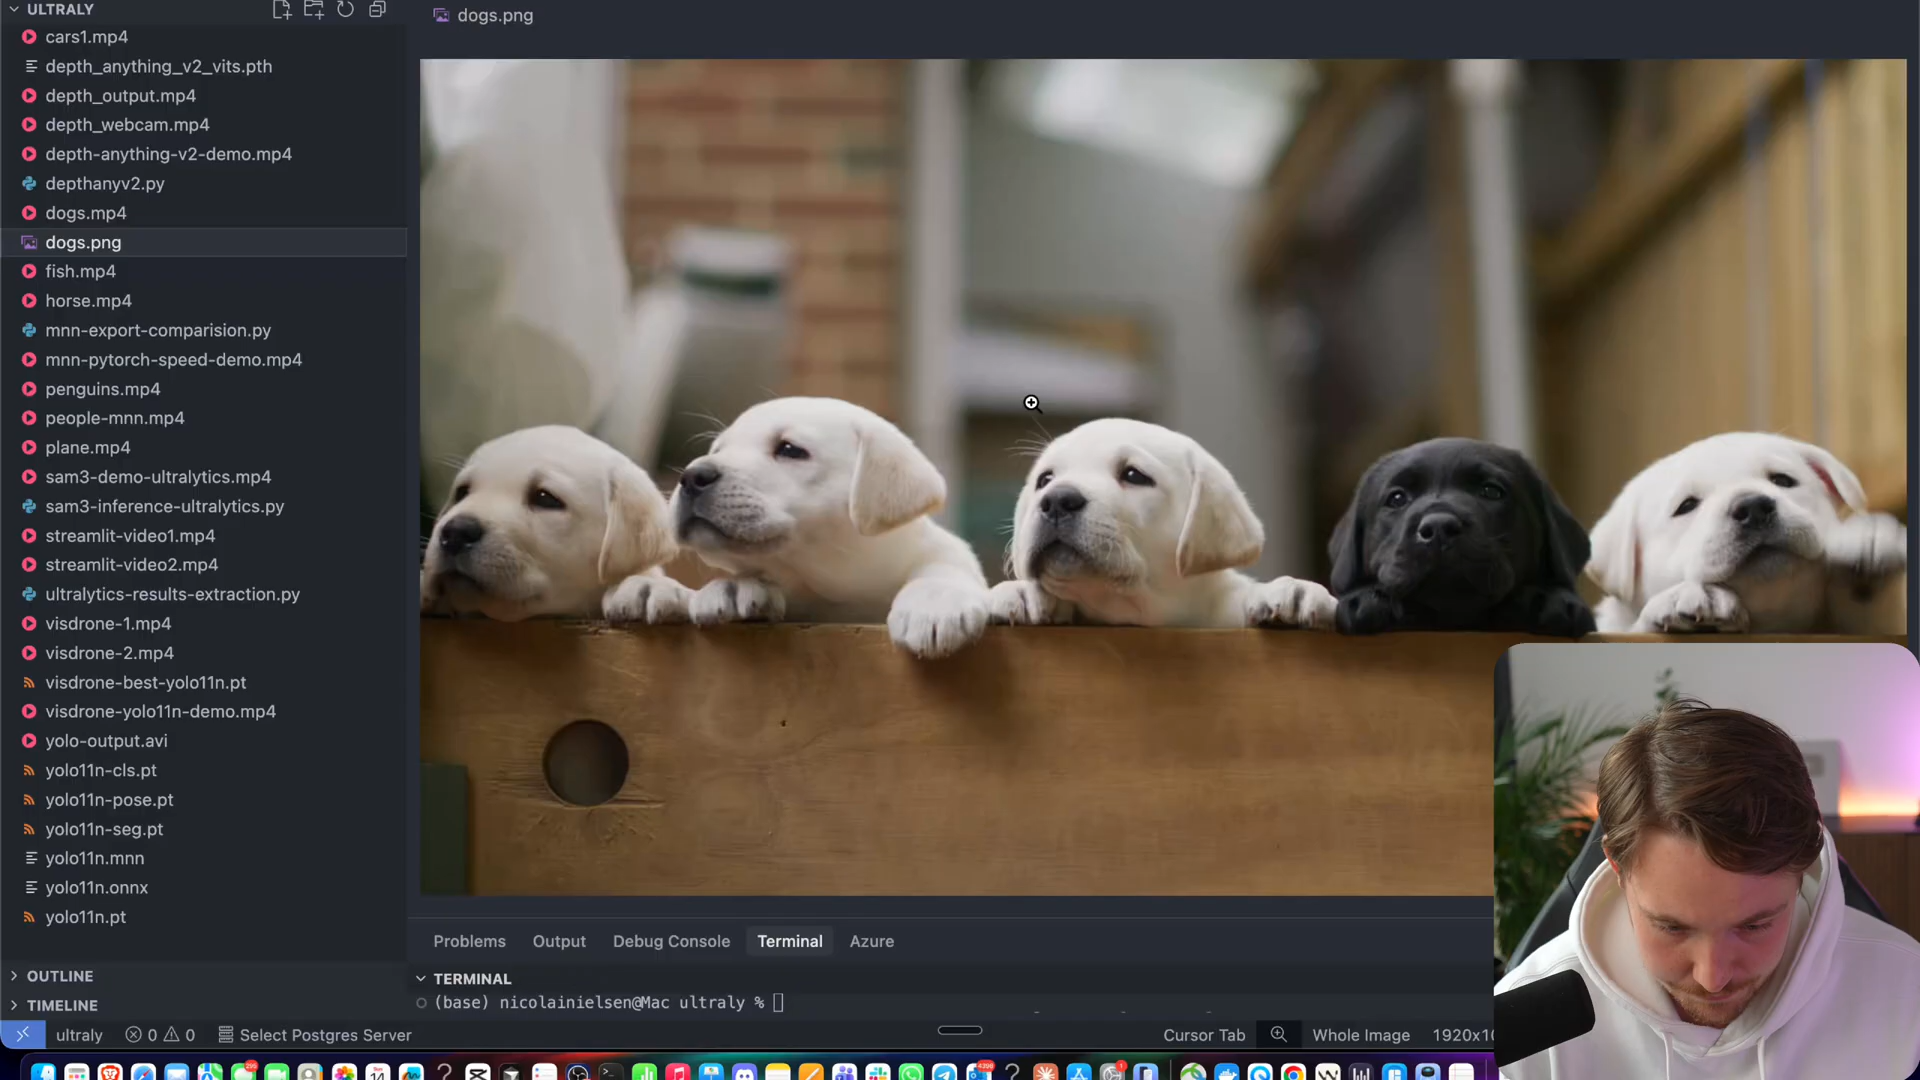 ULTRALY
cars1.mp4
depth_anything_v2_vits.pth
depth_output.mp4
depth_webcam.mp4
depth-anything-v2-demo.mp4
depthanyv2.py
dogs.mp4
dogs.png
fish.mp4
horse.mp4
mnn-export-comparision.py
mnn-pytorch-speed-demo.mp4
penguins.mp4
people-mnn.mp4
plane.mp4
sam3-demo-ultralytics.mp4
sam3-inference-ultralytics.py
streamlit-video1.mp4
streamlit-video2.mp4
ultralytics-results-extraction.py
visdrone-1.mp4
visdrone-2.mp4
visdrone-best-yolo11n.pt
visdrone-yolo11n-demo.mp4
yolo-output.avi
yolo11n-cls.pt
yolo11n-pose.pt
yolo11n-seg.pt
yolo11n.mnn
yolo11n.onnx
yolo11n.pt
OUTLINE
TIMELINE
dogs.png
Problems Output Debug Console Terminal Azure
TERMINAL
(base) nicolainielsen@Mac ultraly %
ultraly 0 0 Select Postgres Server Cursor Tab Whole Image
14